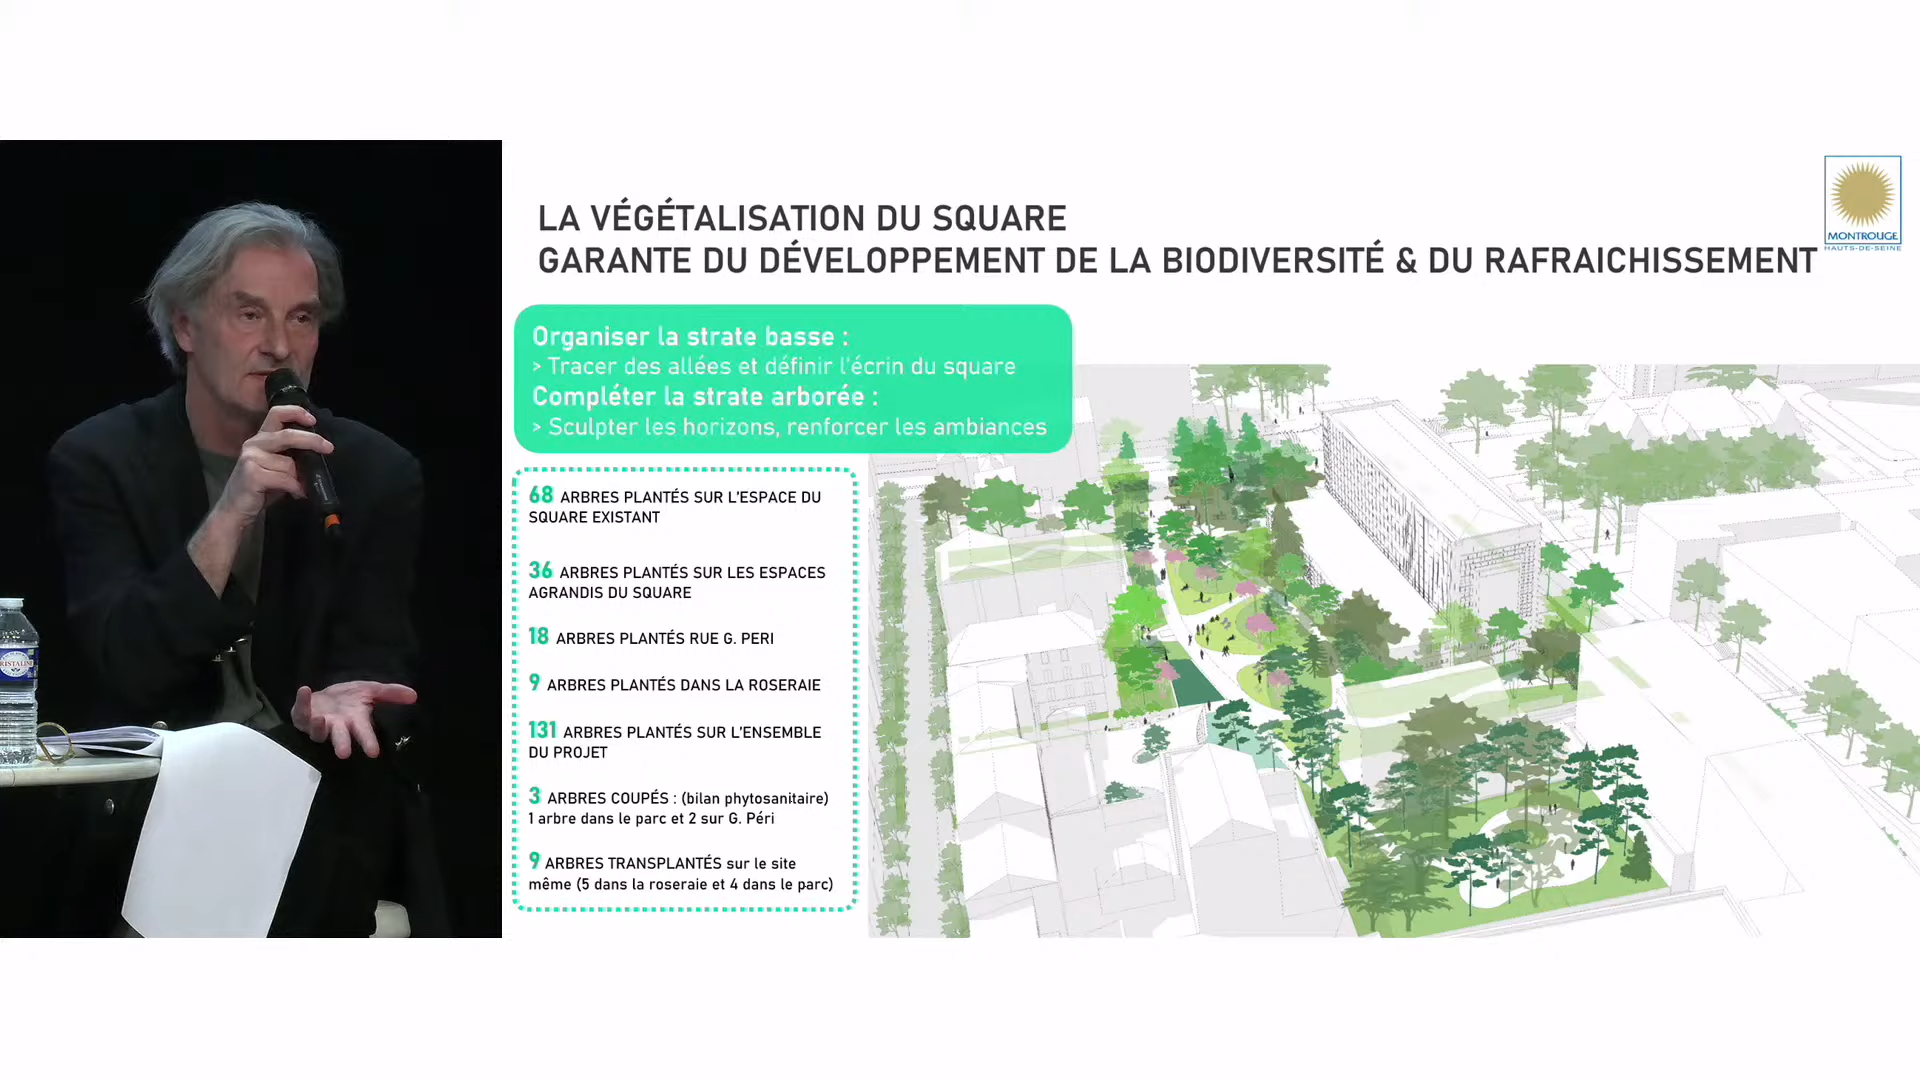 LA VÉGÉTALISATION DU SQUARE
GARANTE DU DÉVELOPPEMENT DE LA BIODIVERSITÉ & DU RAFRAICHISSEMENT
MONTROUGE
HAUTS-DE-SEINE
Organiser la strate basse :
> Tracer des allées et définir l'écrin du square
Compléter la strate arborée :
> Sculpter les horizons, renforcer les ambiances
68 ARBRES PLANTÉS SUR L'ESPACE DU
SQUARE EXISTANT
36 ARBRES PLANTÉS SUR LES ESPACES
AGRANDIS DU SQUARE
18 ARBRES PLANTÉS RUE G. PERI
9 ARBRES PLANTÉS DANS LA ROSERAIE
131 ARBRES PLANTÉS SUR L'ENSEMBLE
DU PROJET
3 ARBRES COUPÉS : (bilan phytosanitaire)
1 arbre dans le parc et 2 sur G. Péri
9 ARBRES TRANSPLANTÉS sur le site
même (5 dans la roseraie et 4 dans le parc)